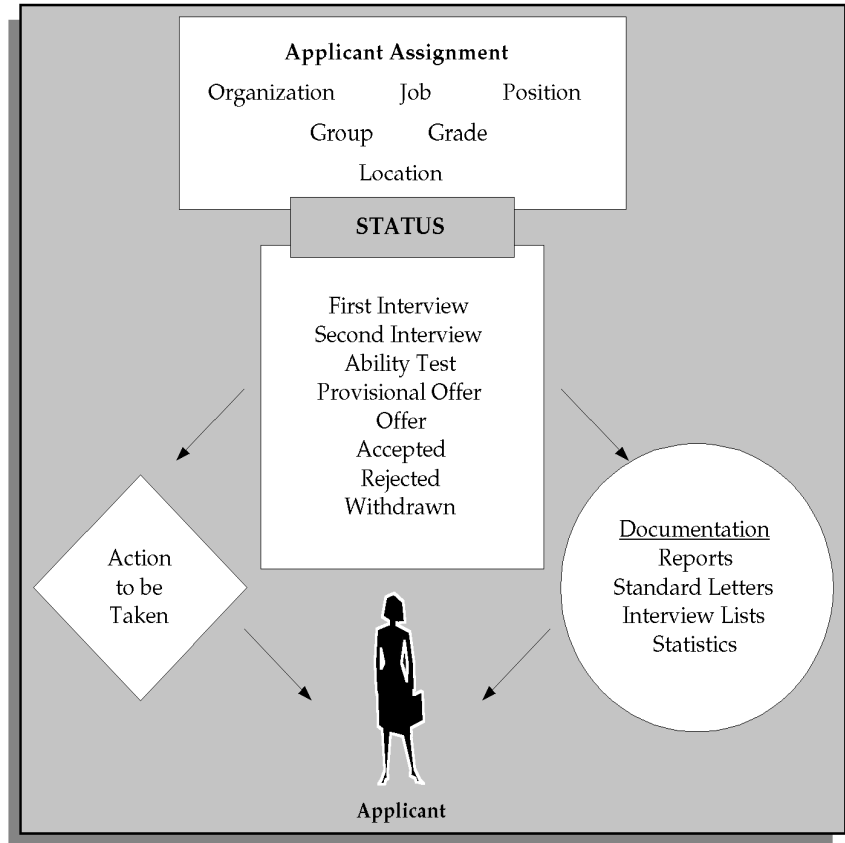 Applicant Assignment
Organization Job Position
Group Grade
Location
STATUS
First Interview
Second Interview
Ability Test
Provisional Offer
Offer
Accepted
Rejected
Withdrawn
Action
to be
Taken
Documentation
Reports
Standard Letters
Interview Lists
Statistics
Applicant